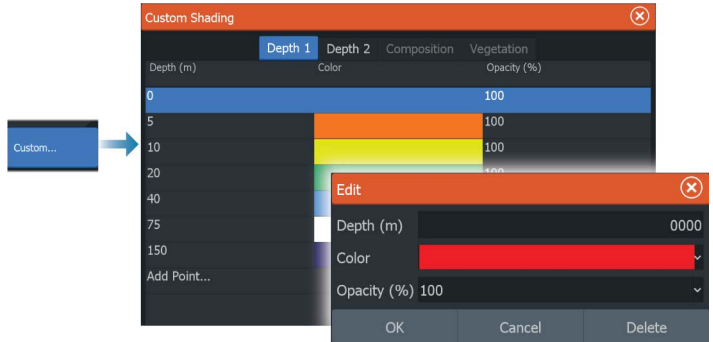 Custom Shading
Depth 1 Depth 2 Composition Vegetation
Depth (m) Color Opacity (%)
0 100
5 100
10 100
20 100
40
75
150
Add Point...
Custom...
Edit
Depth (m) 0000
Color
Opacity (%) 100
OK Cancel Delete